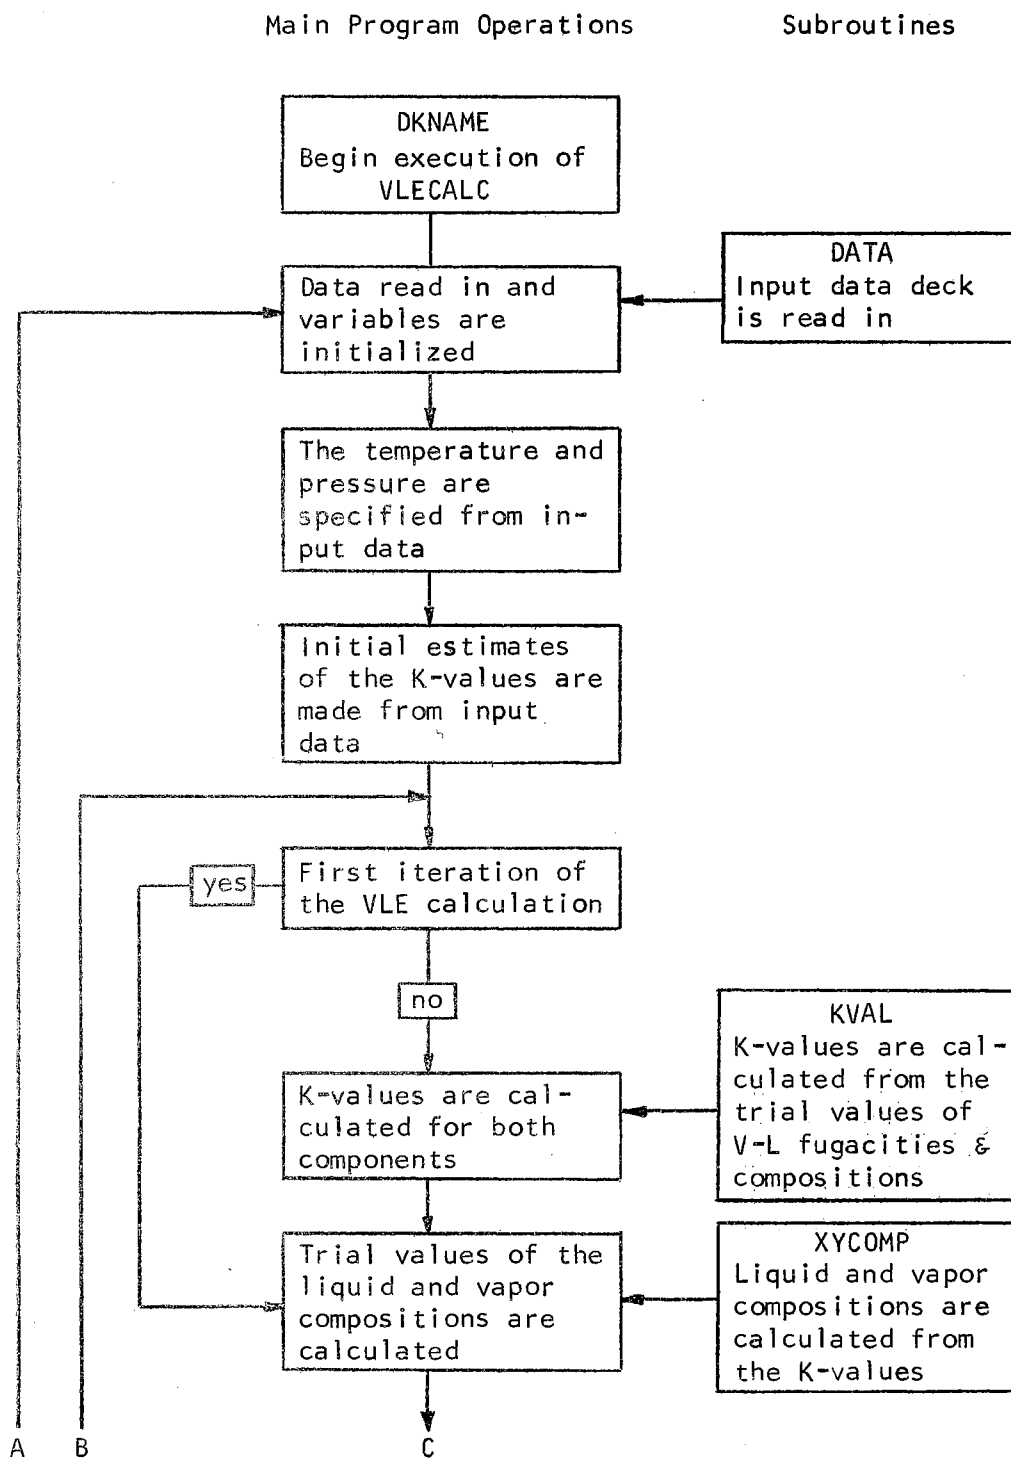 Main Program Operations
Subroutines
DKNAME
Begin execution of
VLECALC
DATA
Input data deck
is read in
Data read in and
variables are
initialized
The temperature and
pressure are
specified from in-
put data
Initial estimates
of the K-values are
made from input
data
First iteration of
the VLE calculation
yes
no
KVAL
K-values are cal-
culated from the
trial values of
V-L fugacities &
compositions
K-values are cal-
culated for both
components
XYCOMP
Liquid and vapor
compositions are
calculated from
the K-values
Trial values of the
liquid and vapor
compositions are
calculated
A
B
C